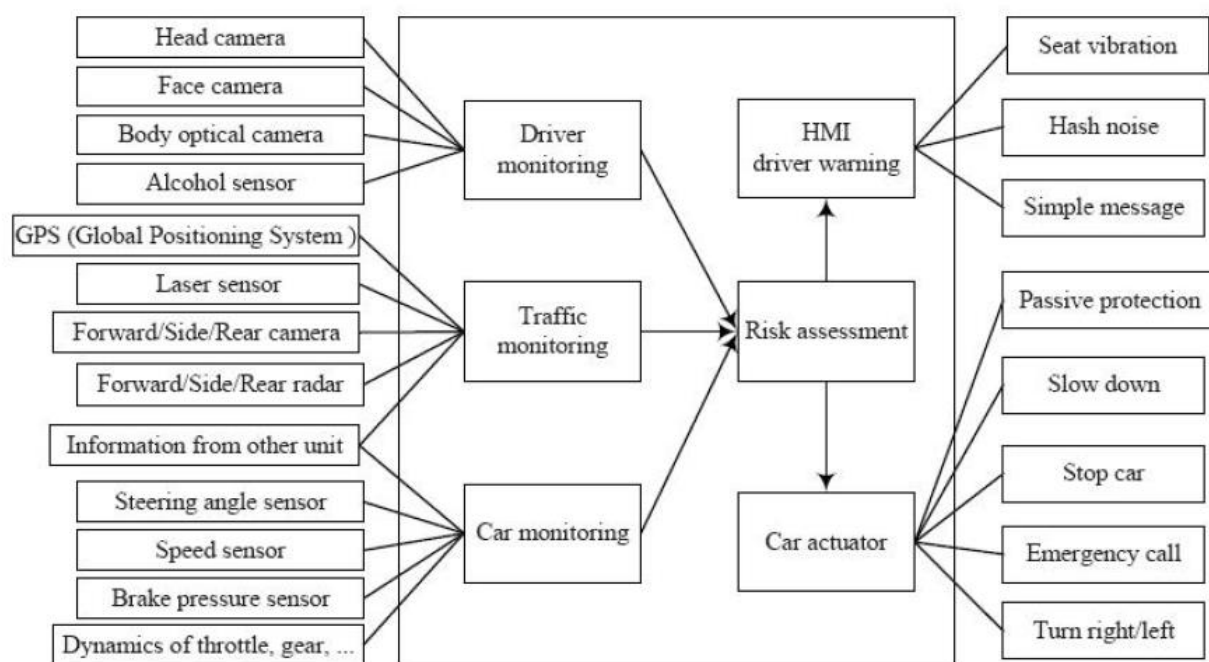 Head camera
Face camera
Body optical camera
Alcohol sensor
GPS (Global Positioning System )
Laser sensor
Forward/Side/Rear camera
Forward/Side/Rear radar
Information from other unit
Steering angle sensor
Speed sensor
Brake pressure sensor
Dynamics of throttle, gear, ...
Driver
monitoring
Traffic
monitoring
Car monitoring
HMI
driver warning
Risk assessment
Car actuator
Seat vibration
Hash noise
Simple message
Passive protection
Slow down
Stop car
Emergency call
Turn right/left